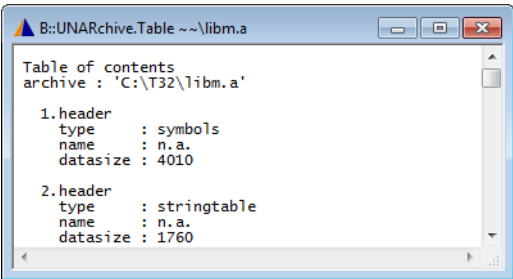 B::UNARchive.Table ~~\libm.a
Table of contents
archive : 'C:\T32\libm.a'
1.header
type : symbols
name : n.a.
datasize : 4010
2.header
type : stringtable
name : n.a.
datasize : 1760